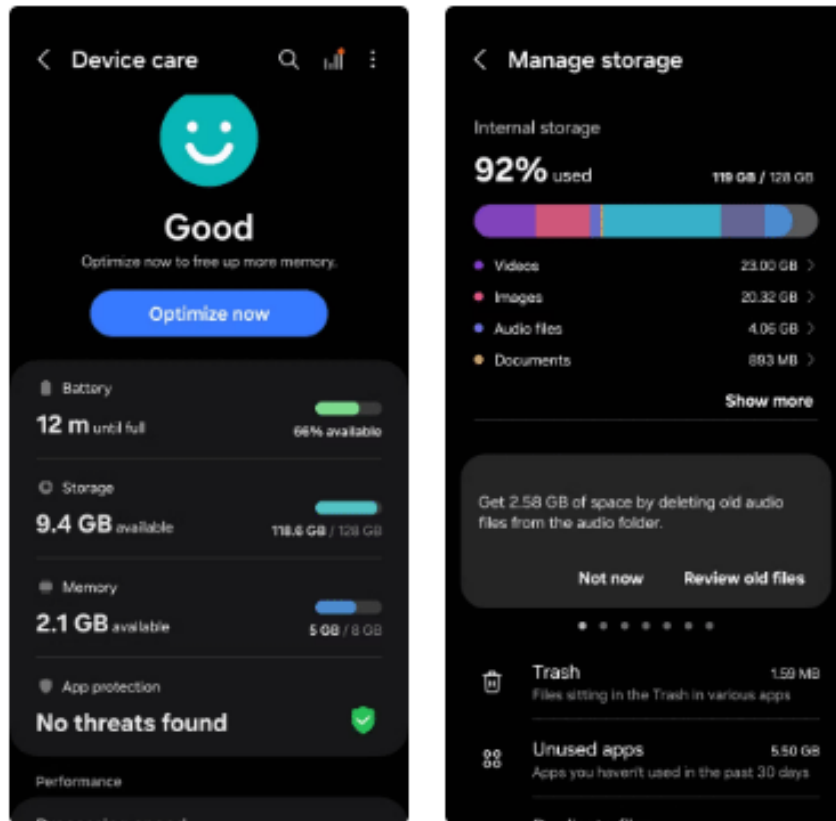 Device care
Good
Optimize now to free up more memory.
Optimize now
Battery
12 m until full
66% available
Storage
9.4 GB available
118.6 GB / 128 GB
Memory
2.1 GB available
5 GB / 8 GB
App protection
No threats found
Performance
Manage storage
Internal storage
92% used
119 GB / 128 GB
Videos
23.00 GB
Images
20.32 GB
Audio files
4.06 GB
Documents
893 MB
Show more
Get 2.58 GB of space by deleting old audio
files from the audio folder.
Not now
Review old files
Trash
1.59 MB
Files sitting in the Trash in various apps
Unused apps
5.50 GB
Apps you haven't used in the past 30 days